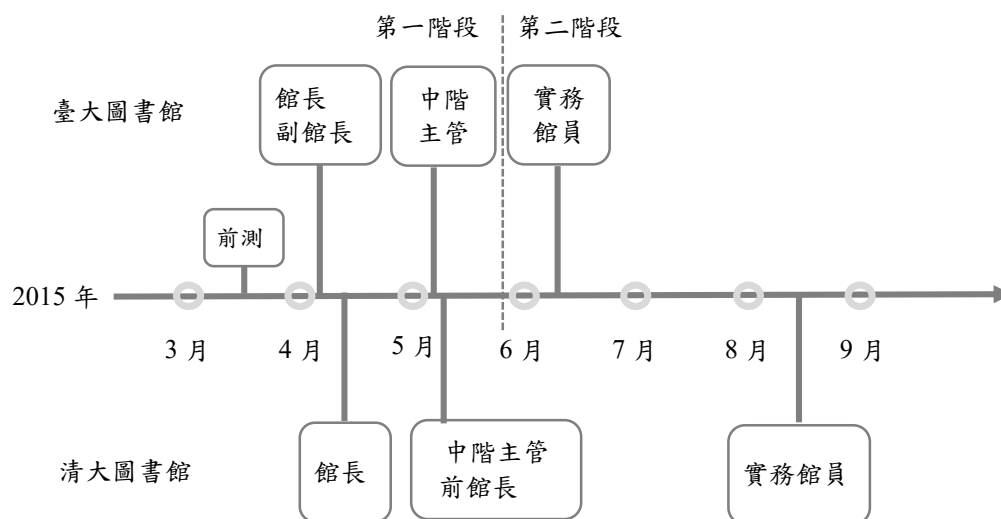 第一階段
第二階段
臺大圖書館
館長
副館長
中階
主管
實務
館員
前測
2015 年
3 月
4 月
5 月
6 月
7 月
8 月
9 月
清大圖書館
館長
中階主管
前館長
實務館員